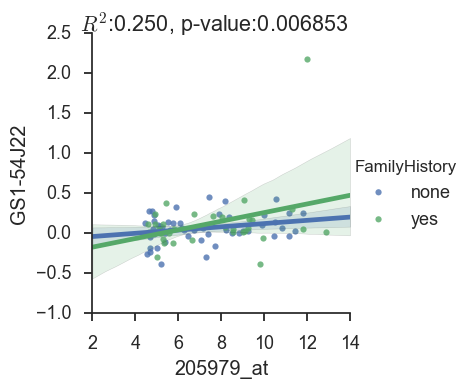 R²:0.250, p-value:0.006853
2.5
2.0
1.5
1.0
0.5
0.0
−0.5
−1.0
GS1-54J22
2 4 6 8 10 12 14
205979_at
FamilyHistory
none
yes